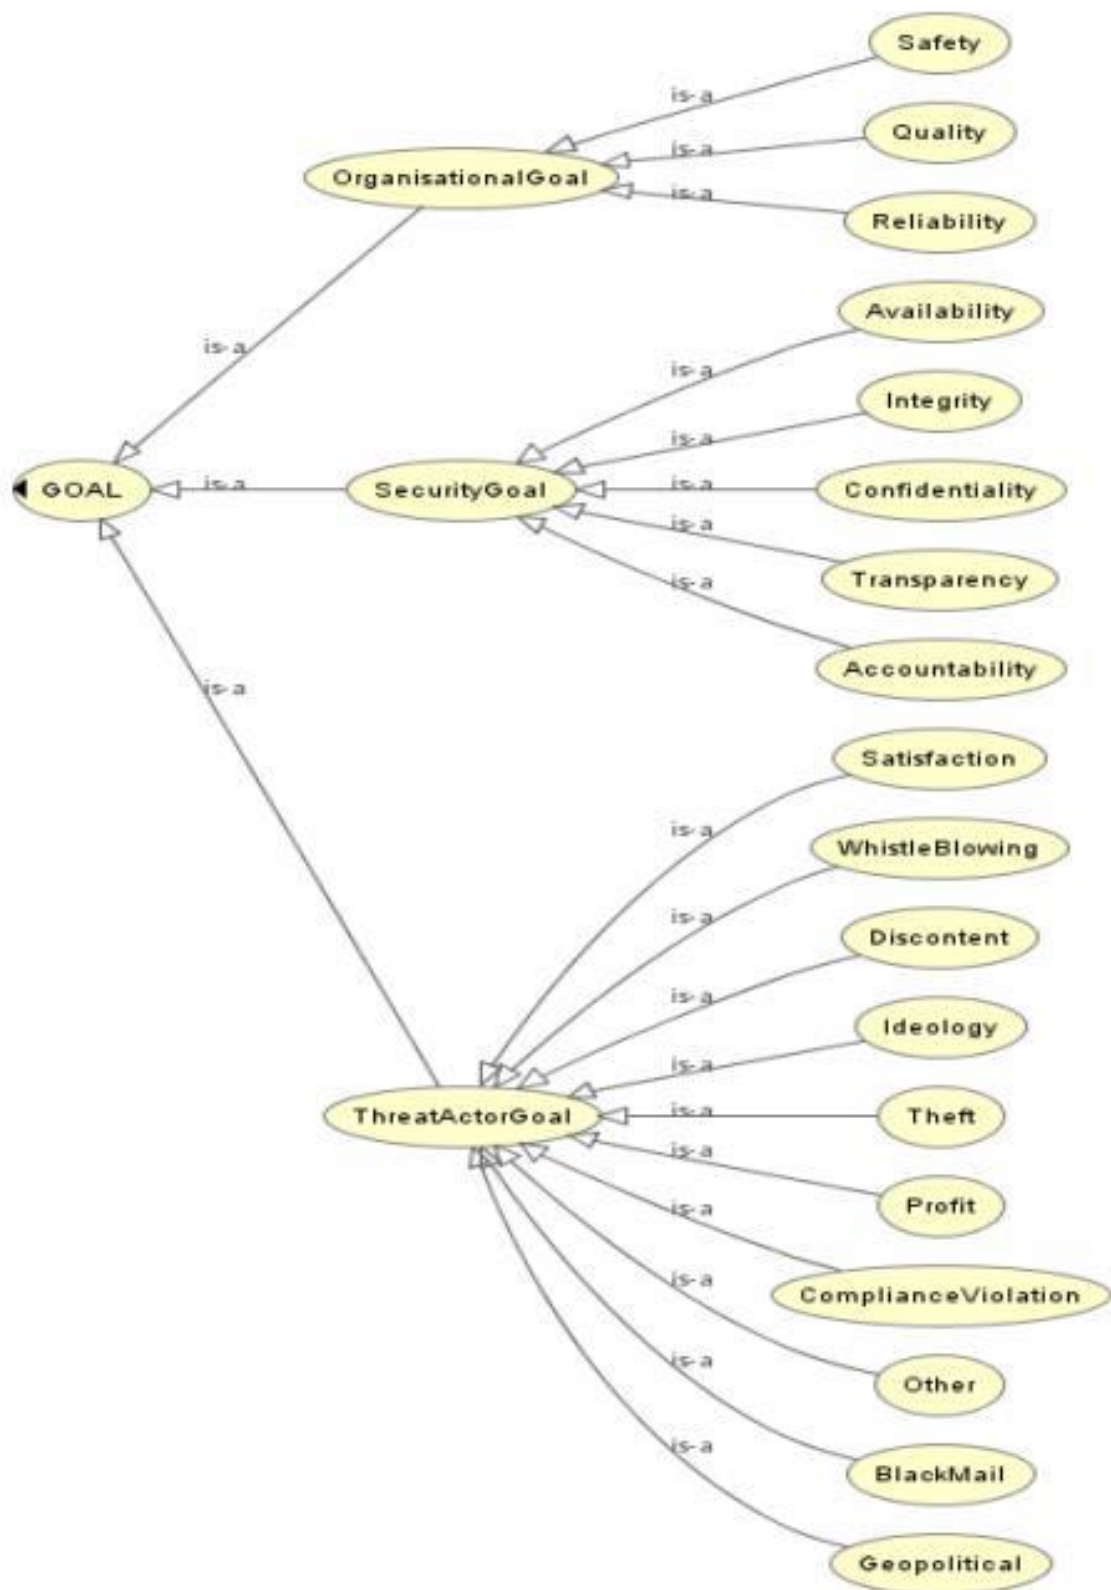 Safety
is-a
Quality
is-a
OrganisationalGoal
is-a
Reliability
Availability
is-a
is-a
Integrity
is-a
GOAL
is-a
SecurityGoal
is-a
Confidentiality
is-a
Transparency
is-a
Accountability
is-a
Satisfaction
is-a
WhistleBlowing
is-a
Discontent
is-a
Ideology
is-a
ThreatActorGoal
is-a
Theft
is-a
Profit
is-a
ComplianceViolation
is-a
Other
is-a
BlackMail
is-a
Geopolitical